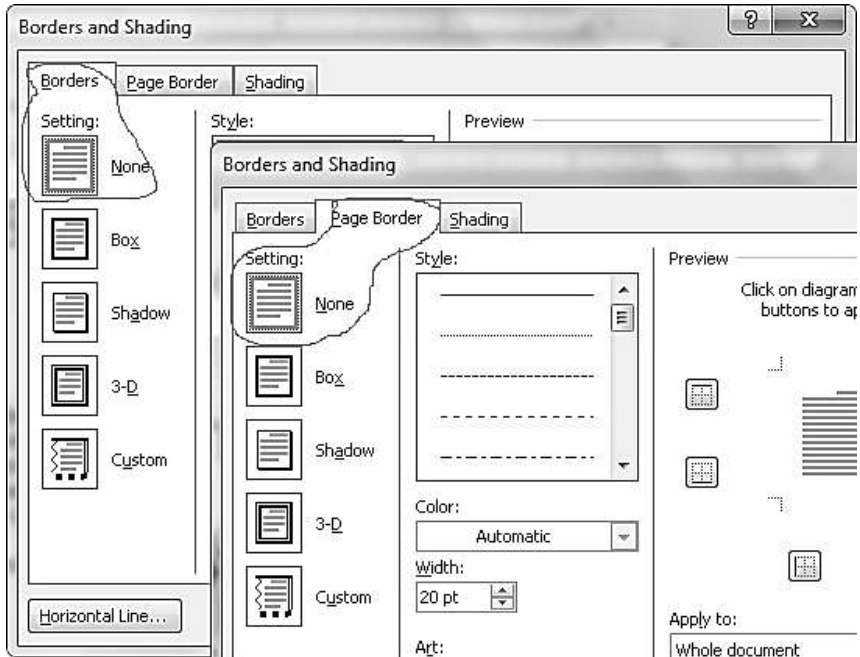 Borders and Shading
Borders Page Border Shading
Setting:
None
Box
Shadow
3-D
Custom
Horizontal Line...
Style:
Preview
Borders and Shading
Borders Page Border Shading
Setting:
None
Box
Shadow
3-D
Custom
Style:
Color:
Automatic
Width:
20 pt
Art:
Preview
Click on diagram
buttons to ap
Apply to:
Whole document